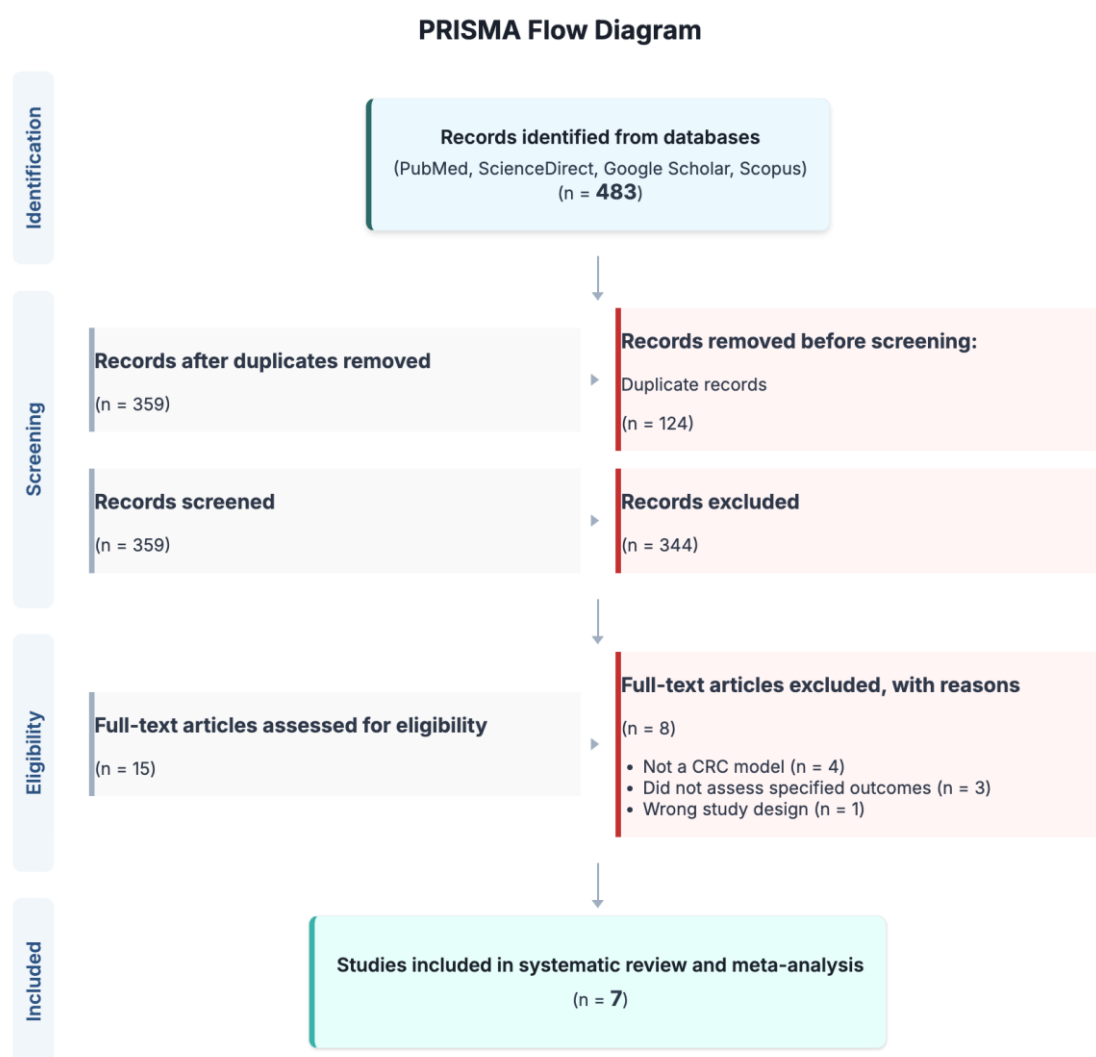 PRISMA Flow Diagram
Identification
Records identified from databases
(PubMed, ScienceDirect, Google Scholar, Scopus)
(n = 483)
Screening
Records after duplicates removed
(n = 359)
Records removed before screening:
Duplicate records
(n = 124)
Records screened
(n = 359)
Records excluded
(n = 344)
Eligibility
Full-text articles assessed for eligibility
(n = 15)
Full-text articles excluded, with reasons
(n = 8)
• Not a CRC model (n = 4)
• Did not assess specified outcomes (n = 3)
• Wrong study design (n = 1)
Included
Studies included in systematic review and meta-analysis
(n = 7)